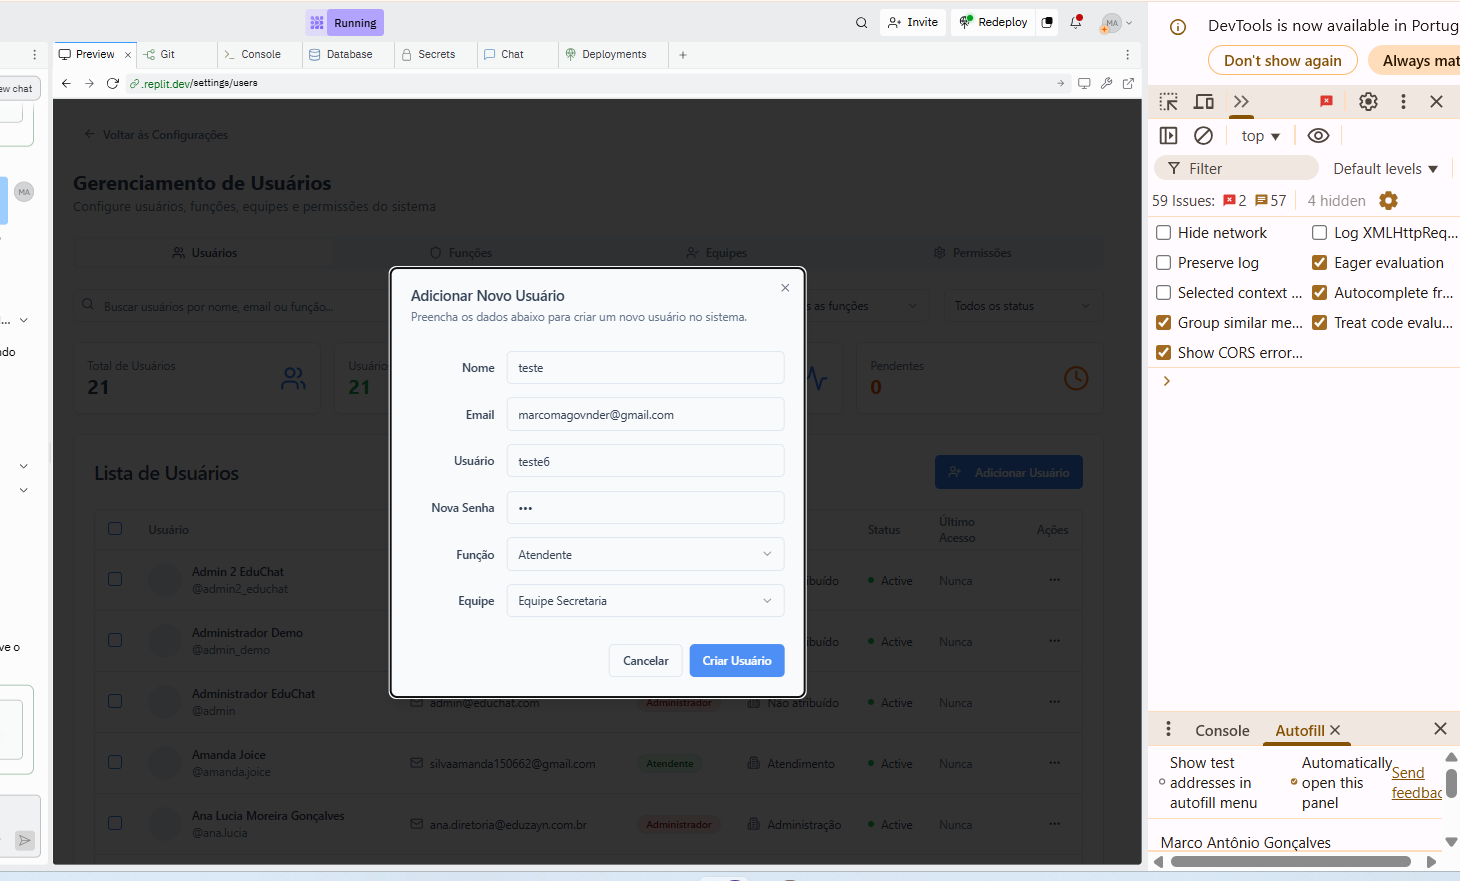 Running
Invite
Redeploy
MA
Preview
Git
Console
Database
Secrets
Chat
Deployments
ew chat
.replit.dev/settings/users
Voltar às Configurações
MA
Gerenciamento de Usuários
Configure usuários, funções, equipes e permissões do sistema
Usuários
Funções
Equipes
Permissões
Buscar usuários por nome, email ou função...
s as funções
Todos os status
Total de Usuários
21
Usuário
21
Pendentes
0
ndo
ve o
Lista de Usuários
Adicionar Usuário
Usuário
Status
Último
Acesso
Ações
Admin 2 EduChat
@admin2_educhat
ibuído
Active
Nunca
Administrador Demo
@admin_demo
ibuído
Active
Nunca
Administrador EduChat
@admin
admin@educhat.com
Administrador
Não atribuído
Active
Nunca
Amanda Joice
@amanda.joice
silvaamanda150662@gmail.com
Atendente
Atendimento
Active
Nunca
Ana Lucia Moreira Gonçalves
@ana.lucia
ana.diretoria@eduzayn.com.br
Administrador
Administração
Active
Nunca
Adicionar Novo Usuário
Preencha os dados abaixo para criar um novo usuário no sistema.
Nome
teste
Email
marcomagovnder@gmail.com
Usuário
teste6
Nova Senha
•••
Função
Atendente
Equipe
Equipe Secretaria
Cancelar
Criar Usuário
DevTools is now available in Portug
Don't show again
Always mat
top
Filter
Default levels
59 Issues: 2 57
4 hidden
Hide network
Log XMLHttpReq...
Preserve log
Eager evaluation
Selected context ...
Autocomplete fr...
Group similar me...
Treat code evalu...
Show CORS error...
Console
Autofill
Show test
addresses in
autofill menu
Automatically
open this
panel
Send
feedbac
Marco Antônio Gonçalves